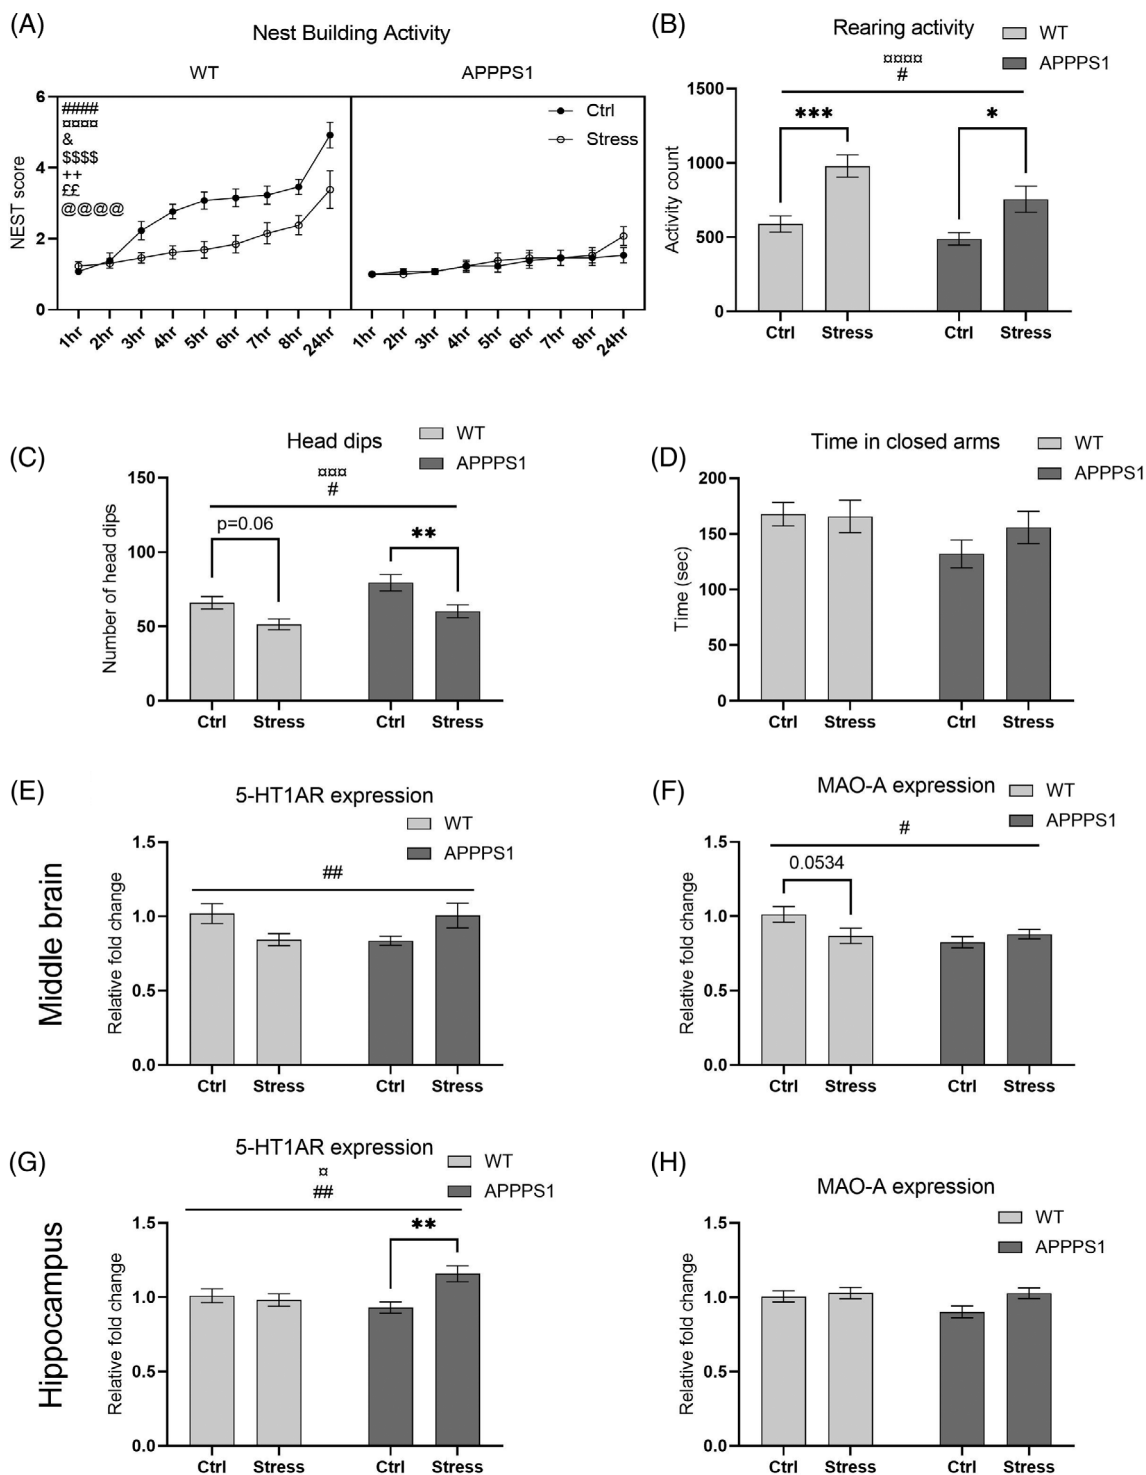 (A)
Nest Building Activity
WT
APPPS1
NEST score
6
4
2
0
####
¤¤¤¤
&
$$$$
++
££
@@@@
Ctrl
Stress
1hr
2hr
3hr
4hr
5hr
6hr
7hr
8hr
24hr
1hr
2hr
3hr
4hr
5hr
6hr
7hr
8hr
24hr
(B)
Rearing activity
WT
APPPS1
¤¤¤¤
#
***
*
Activity count
1500
1000
500
0
Ctrl
Stress
Ctrl
Stress
(C)
Head dips
WT
APPPS1
¤¤¤
#
p=0.06
**
Number of head dips
150
100
50
0
Ctrl
Stress
Ctrl
Stress
(D)
Time in closed arms
WT
APPPS1
Time (sec)
200
150
100
50
0
Ctrl
Stress
Ctrl
Stress
Middle brain
(E)
5-HT1AR expression
WT
APPPS1
##
Relative fold change
1.5
1.0
0.5
0.0
Ctrl
Stress
Ctrl
Stress
(F)
MAO-A expression
WT
APPPS1
#
0.0534
Relative fold change
1.5
1.0
0.5
0.0
Ctrl
Stress
Ctrl
Stress
Hippocampus
(G)
5-HT1AR expression
WT
APPPS1
¤
##
**
Relative fold change
1.5
1.0
0.5
0.0
Ctrl
Stress
Ctrl
Stress
(H)
MAO-A expression
WT
APPPS1
Relative fold change
1.5
1.0
0.5
0.0
Ctrl
Stress
Ctrl
Stress